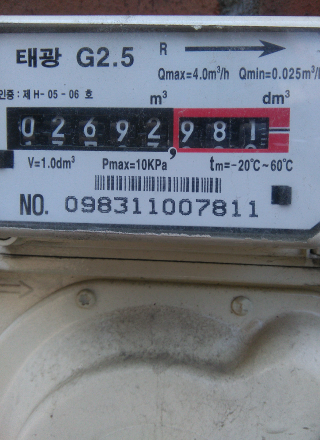 태광 G2.5 R
Qmax=4.0m³/h Qmin=0.025m³/h
인증 : 제 H - 05 - 06 호 m³ dm³
02692,981
V=1.0dm³ Pmax=10KPa tm=-20℃~60℃
NO. 098311007811